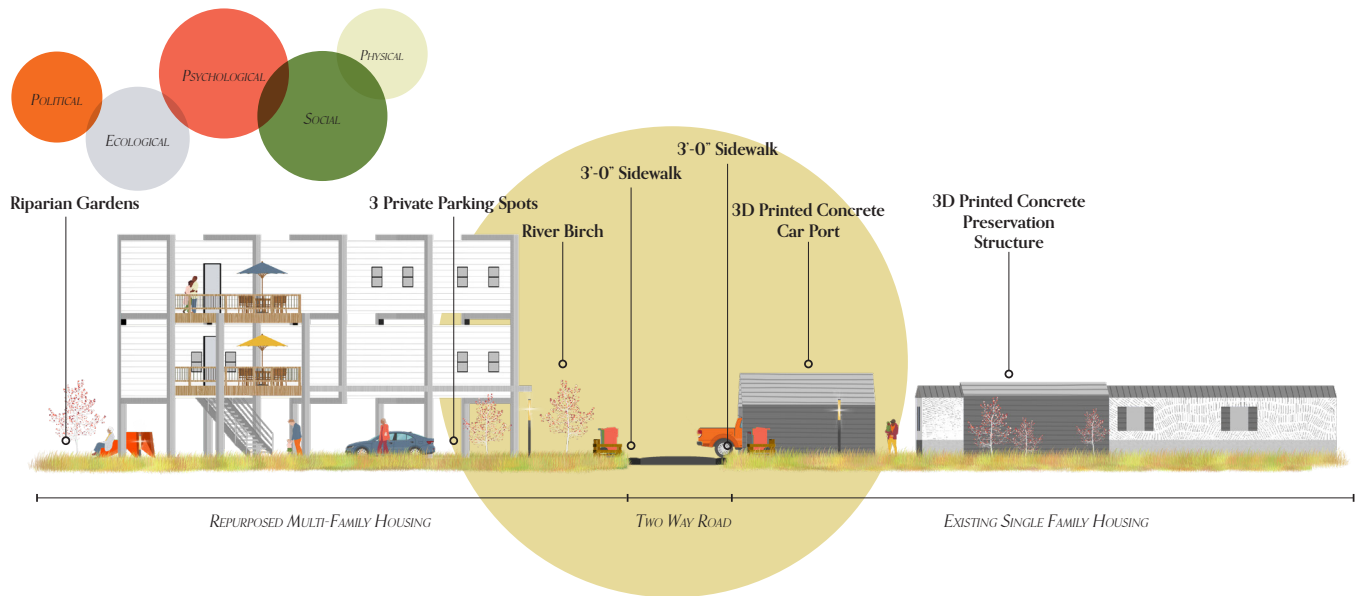 Political
Ecological
Psychological
Social
Physical
Riparian Gardens
3 Private Parking Spots
River Birch
3'-0" Sidewalk
3'-0" Sidewalk
3D Printed Concrete
Car Port
3D Printed Concrete
Preservation
Structure
Repurposed Multi-Family Housing
Two Way Road
Existing Single Family Housing